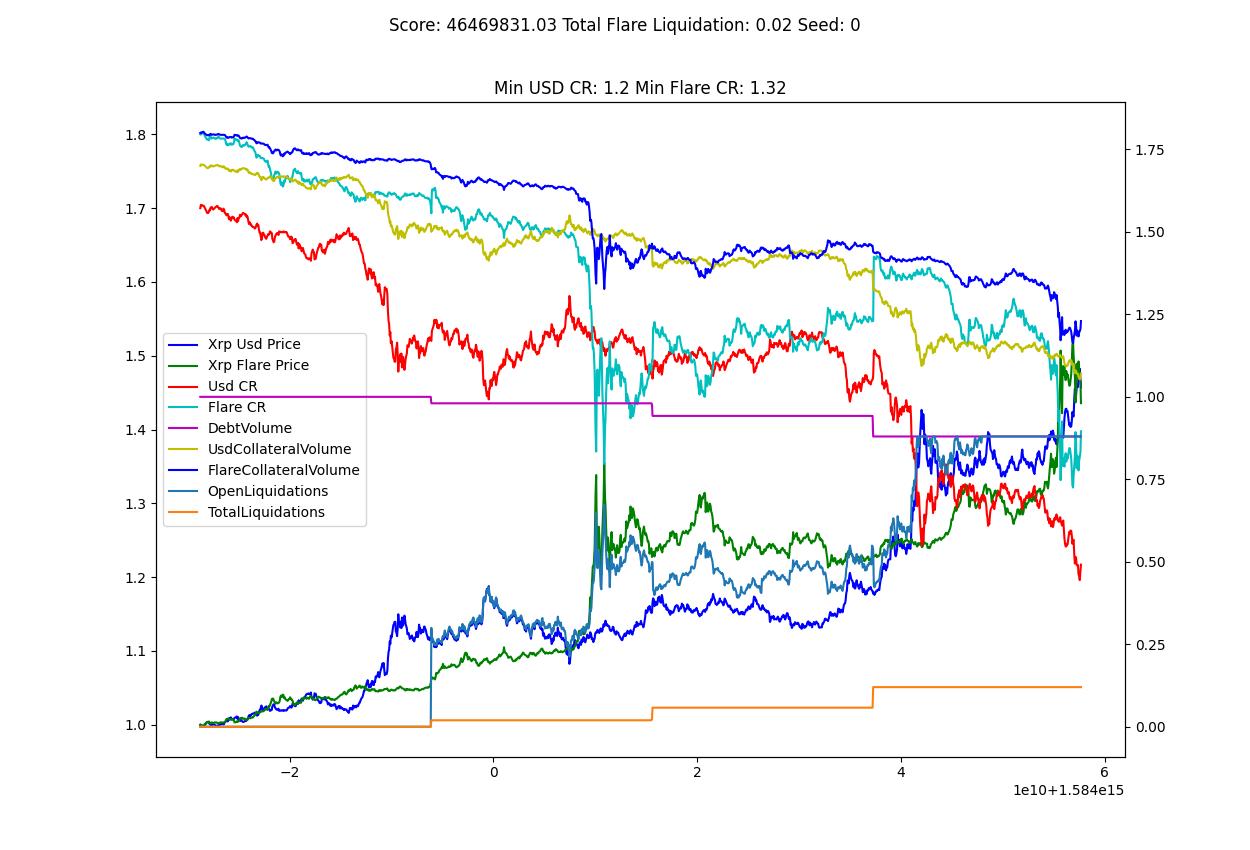 Score: 46469831.03 Total Flare Liquidation: 0.02 Seed: 0
Min USD CR: 1.2 Min Flare CR: 1.32
1.8
1.7
1.6
1.5
1.4
1.3
1.2
1.1
1.0
Xrp Usd Price
Xrp Flare Price
Usd CR
Flare CR
DebtVolume
UsdCollateralVolume
FlareCollateralVolume
OpenLiquidations
TotalLiquidations
1.75
1.50
1.25
1.00
0.75
0.50
0.25
0.00
−2 0 2 4 6
1e10+1.584e15